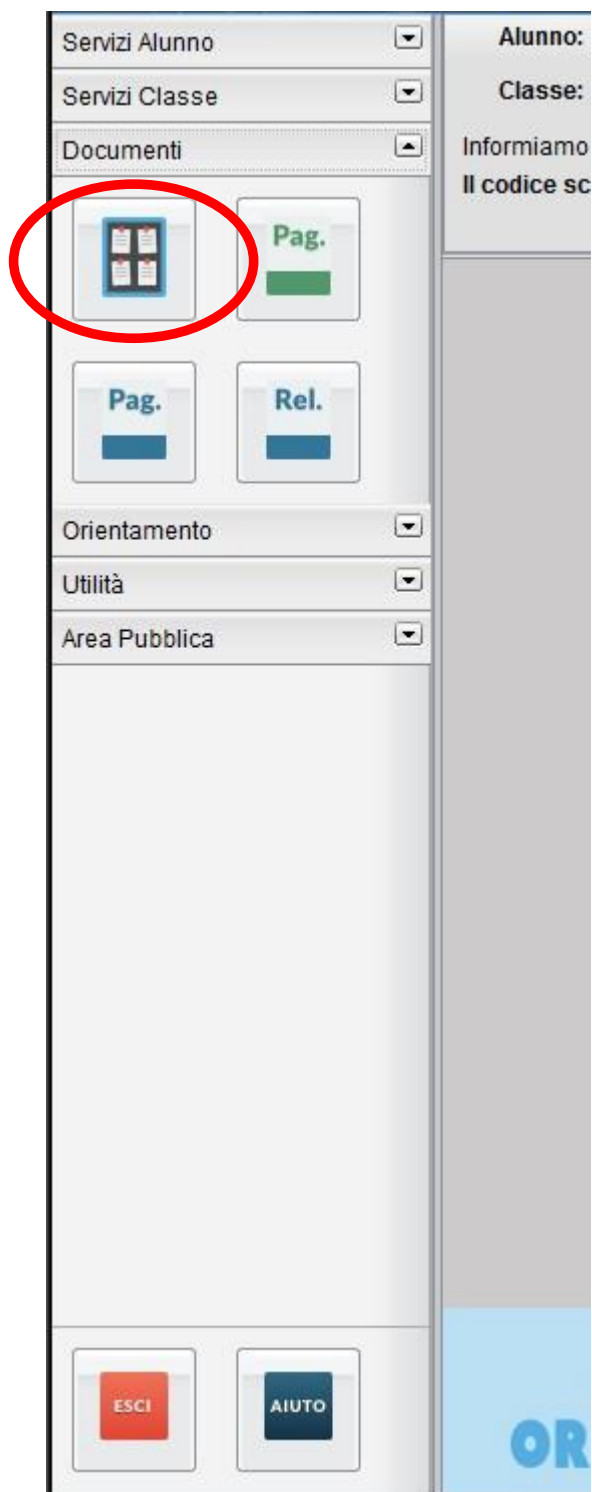 Servizi Alunno
Servizi Classe
Documenti
Pag.
Pag.
Rel.
Orientamento
Utilità
Area Pubblica
ESCI
AIUTO
Alunno:
Classe:
Informiamo
Il codice sc
OR